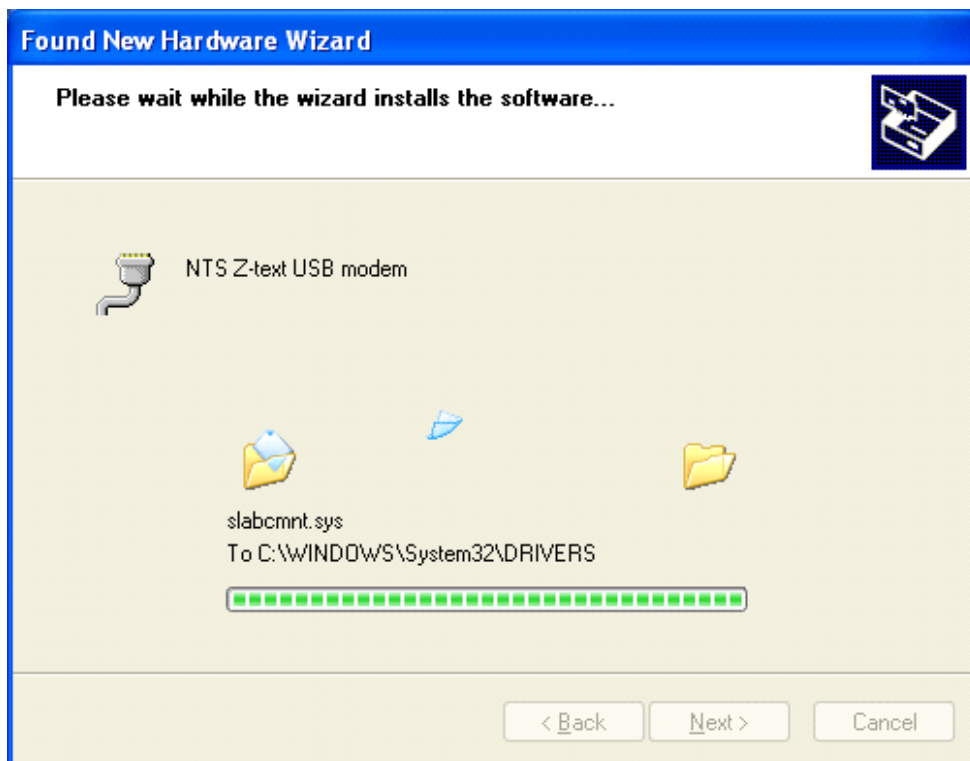 Found New Hardware Wizard
Please wait while the wizard installs the software...
NTS Z-text USB modem
slabcmnt.sys
To C:\WINDOWS\System32\DRIVERS
< Back
Next >
Cancel